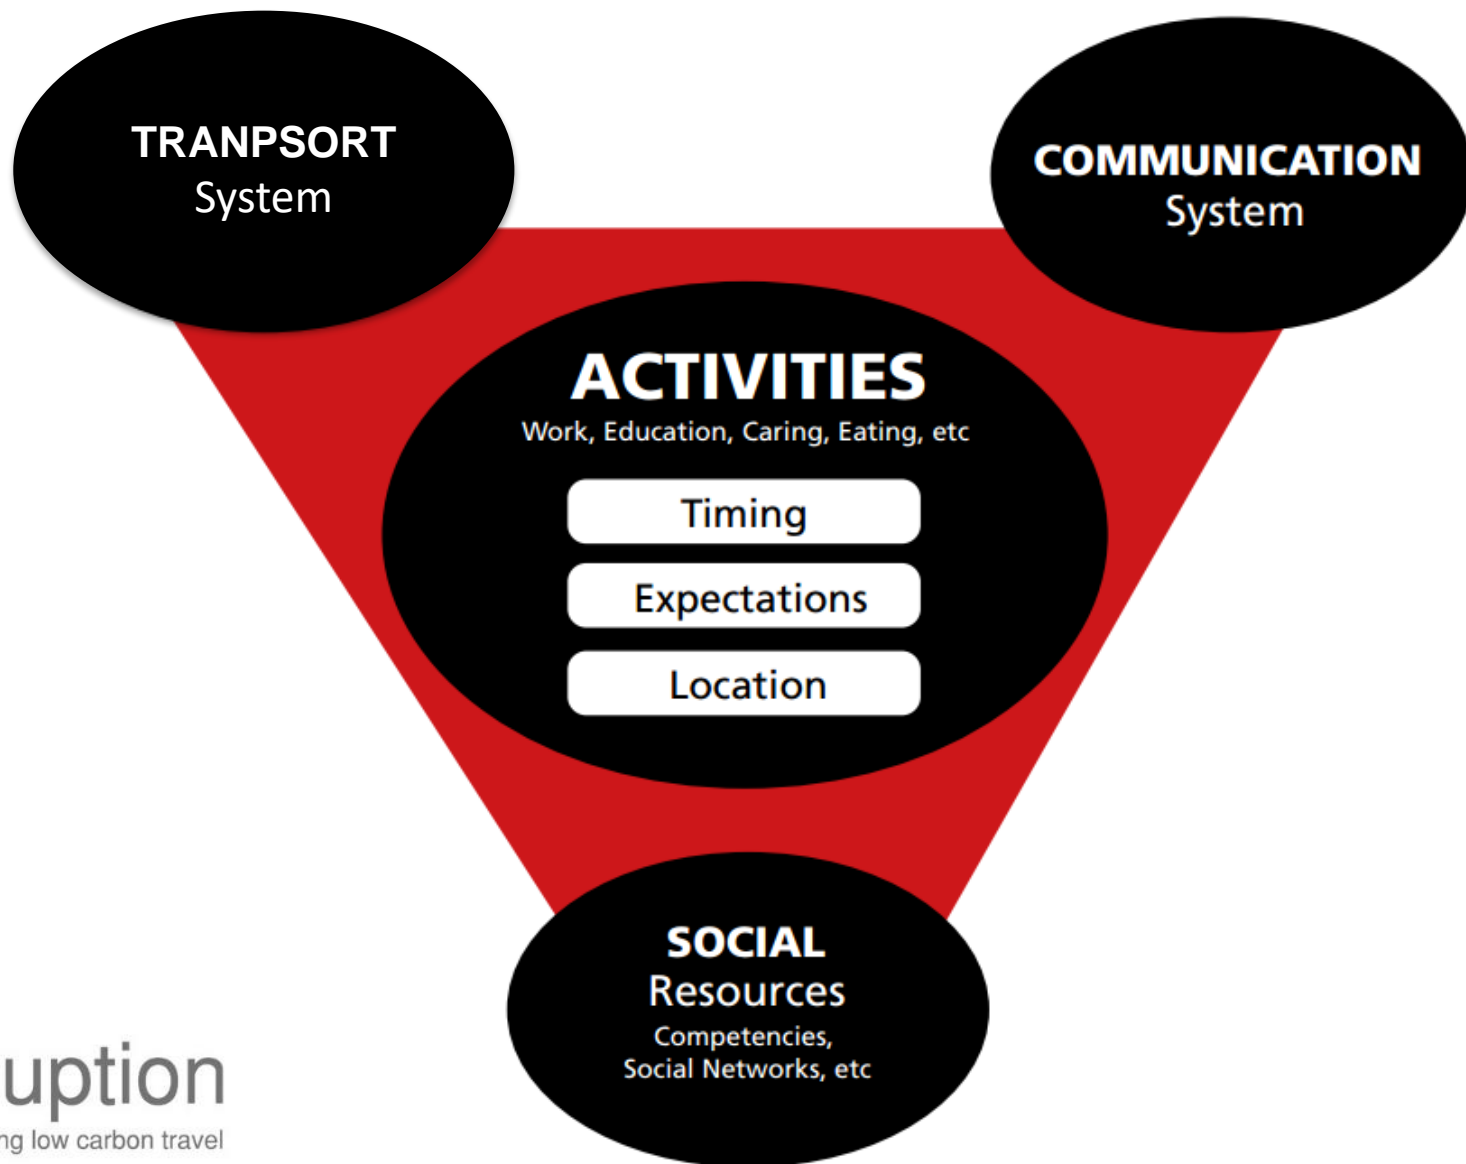 TRANPSORT
System
COMMUNICATION
System
ACTIVITIES
Work, Education, Caring, Eating, etc
Timing
Expectations
Location
SOCIAL
Resources
Competencies,
Social Networks, etc
uption
ng low carbon travel